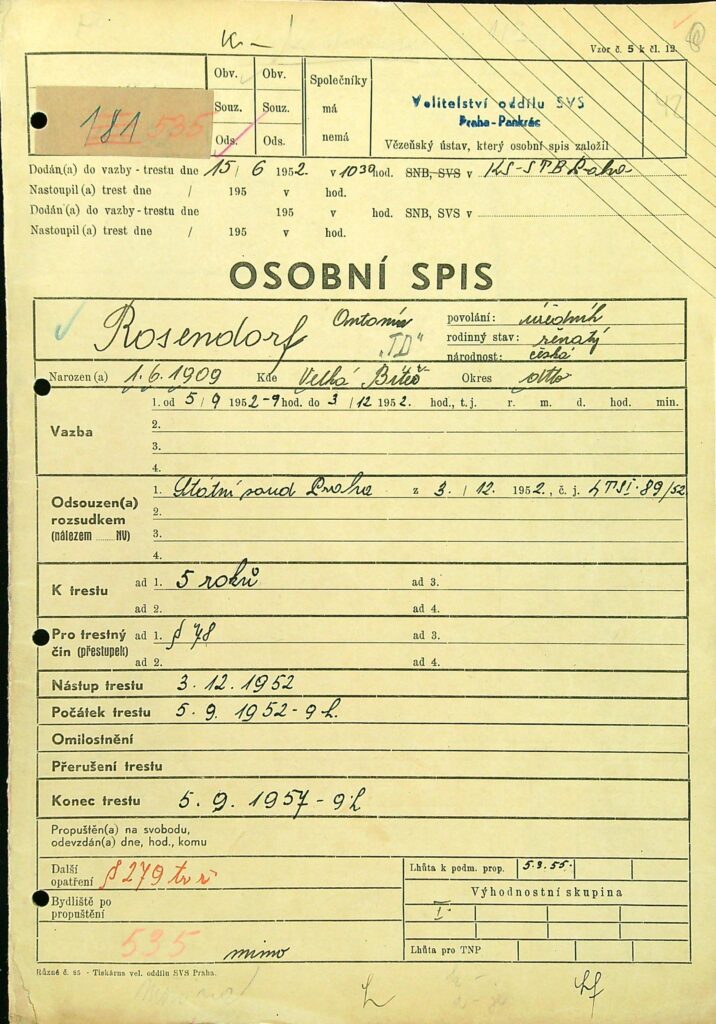 K-
Vzor č. 5 k čl. 12.
Obv. Obv. Společníky
Souz. Souz. má
Ods. Ods. nemá
181 535
Velitelství oddílu SVS
Praha-Pankrác
Vězeňský ústav, který osobní spis založil
42
Dodán(a) do vazby - trestu dne 15/ 6 1952 v 1030 hod. SNB, SVS v KS-STB Praha
Nastoupil(a) trest dne / 195 v hod.
Dodán(a) do vazby - trestu dne 195 v hod. SNB, SVS v
Nastoupil(a) trest dne / 195 v hod.
OSOBNÍ SPIS
Rosendorf Antonín „TD“
povolání: úředník
rodinný stav: ženatý
národnost: česká
Narozen(a) 1.6.1909 Kde Velká Bíteš Okres
Vazba
1. od 5/9 1952-9 hod. do 3/12 1952. hod., t. j. r. m. d. hod. min.
2.
3.
4.
Odsouzen(a) rozsudkem (nálezem ........ NV)
1. Státní soud Praha z 3./12. 1952., č. j. 4 TSI-89/52
2.
3.
4.
K trestu ad 1. 5 roků ad 3.
ad 2. ad 4.
Pro trestný čin (přestupek) ad 1. § 78 ad 3.
ad 2. ad 4.
Nástup trestu 3.12.1952
Počátek trestu 5.9.1952-9h.
Omilostnění
Přerušení trestu
Konec trestu 5.9.1957-9h
Propuštěn(a) na svobodu,
odevzdán(a) dne, hod., komu
Další opatření § 279 tr ř
Lhůta k podm. prop. 5.3.55.
Výhodnostní skupina
I.
Bydliště po propuštění
535 mimo
Lhůta pro TNP
Různé č. 85 - Tiskárna vel. oddílu SVS Praha.